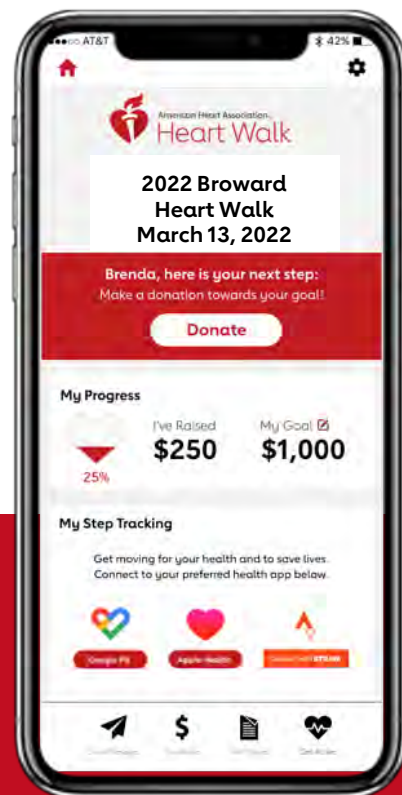 AT&T 42%
American Heart Association
Heart Walk
2022 Broward
Heart Walk
March 13, 2022
Brenda, here is your next step:
Make a donation towards your goal!
Donate
My Progress
I've Raised My Goal
$250 $1,000
25%
My Step Tracking
Get moving for your health and to save lives.
Connect to your preferred health app below.
Google Fit Apple Health STRAVA